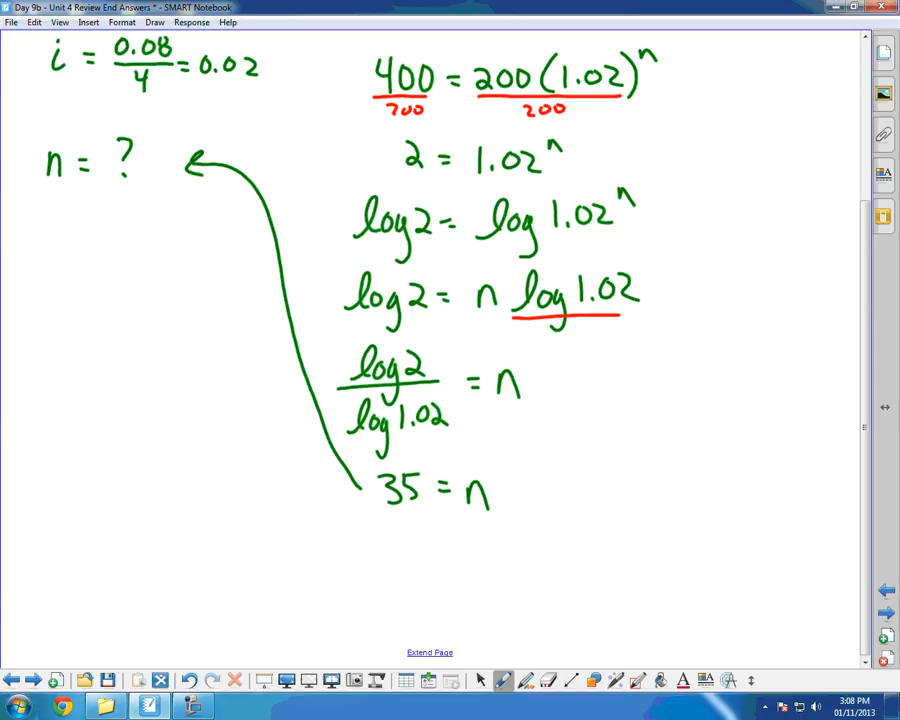 Day 9b - Unit 4 Review End Answers * - SMART Notebook
File Edit View Insert Format Draw Response Help
i = 0.08/4 = 0.02
n = ?
400/200 = 200(1.02)^n/200
2 = 1.02^n
log 2 = log 1.02^n
log 2 = n log 1.02
log 2/log 1.02 = n
35 = n
Extend Page
3:08 PM
01/11/2013